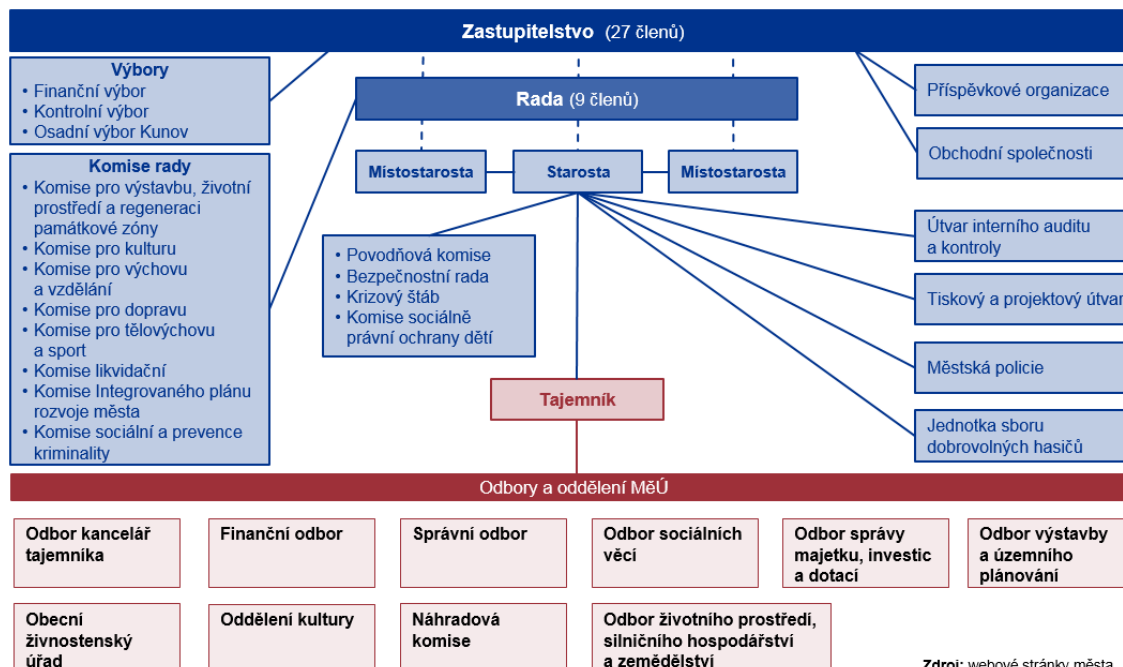 Zastupitelstvo (27 členů)
Výbory
• Finanční výbor
• Kontrolní výbor
• Osadní výbor Kunov
Rada (9 členů)
Příspěvkové organizace
Obchodní společnosti
Komise rady
• Komise pro výstavbu, životní
prostředí a regeneraci
památkové zóny
• Komise pro kulturu
• Komise pro výchovu
a vzdělání
• Komise pro dopravu
• Komise pro tělovýchovu
a sport
• Komise likvidační
• Komise Integrovaného plánu
rozvoje města
• Komise sociální a prevence
kriminality
Místostarosta
Starosta
Místostarosta
• Povodňová komise
• Bezpečnostní rada
• Krizový štáb
• Komise sociálně
právní ochrany dětí
Útvar interního auditu
a kontroly
Tiskový a projektový útvar
Městská policie
Jednotka sboru
dobrovolných hasičů
Tajemník
Odbory a oddělení MěÚ
Odbor kancelář
tajemníka
Finanční odbor
Správní odbor
Odbor sociálních
věcí
Odbor správy
majetku, investic
a dotací
Odbor výstavby
a územního
plánování
Obecní
živnostenský
úřad
Oddělení kultury
Náhradová
komise
Odbor životního prostředí,
silničního hospodářství
a zemědělství
Zdroj: webové stránky města